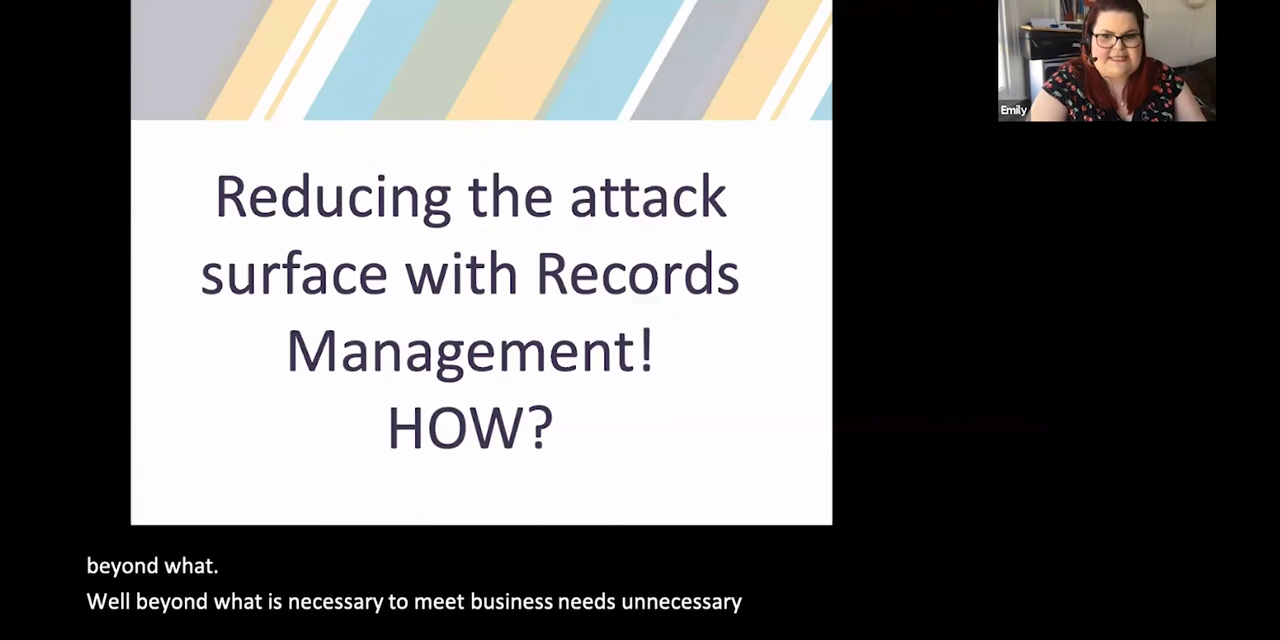 Emily
Reducing the attack
surface with Records
Management!
HOW?
beyond what.
Well beyond what is necessary to meet business needs unnecessary